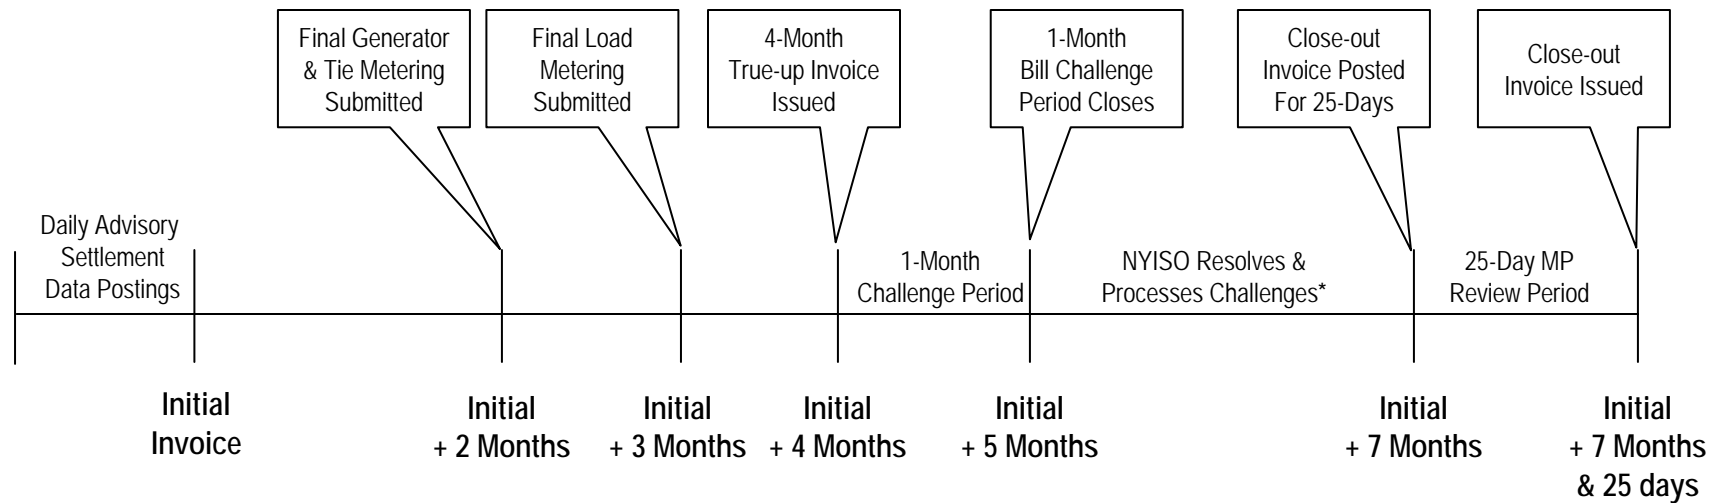 Final Generator
& Tie Metering
Submitted
Final Load
Metering
Submitted
4-Month
True-up Invoice
Issued
1-Month
Bill Challenge
Period Closes
Close-out
Invoice Posted
For 25-Days
Close-out
Invoice Issued
Daily Advisory
Settlement
Data Postings
1-Month
Challenge Period
NYISO Resolves &
Processes Challenges*
25-Day MP
Review Period
Initial
Invoice
Initial
+ 2 Months
Initial
+ 3 Months
Initial
+ 4 Months
Initial
+ 5 Months
Initial
+ 7 Months
Initial
+ 7 Months
& 25 days